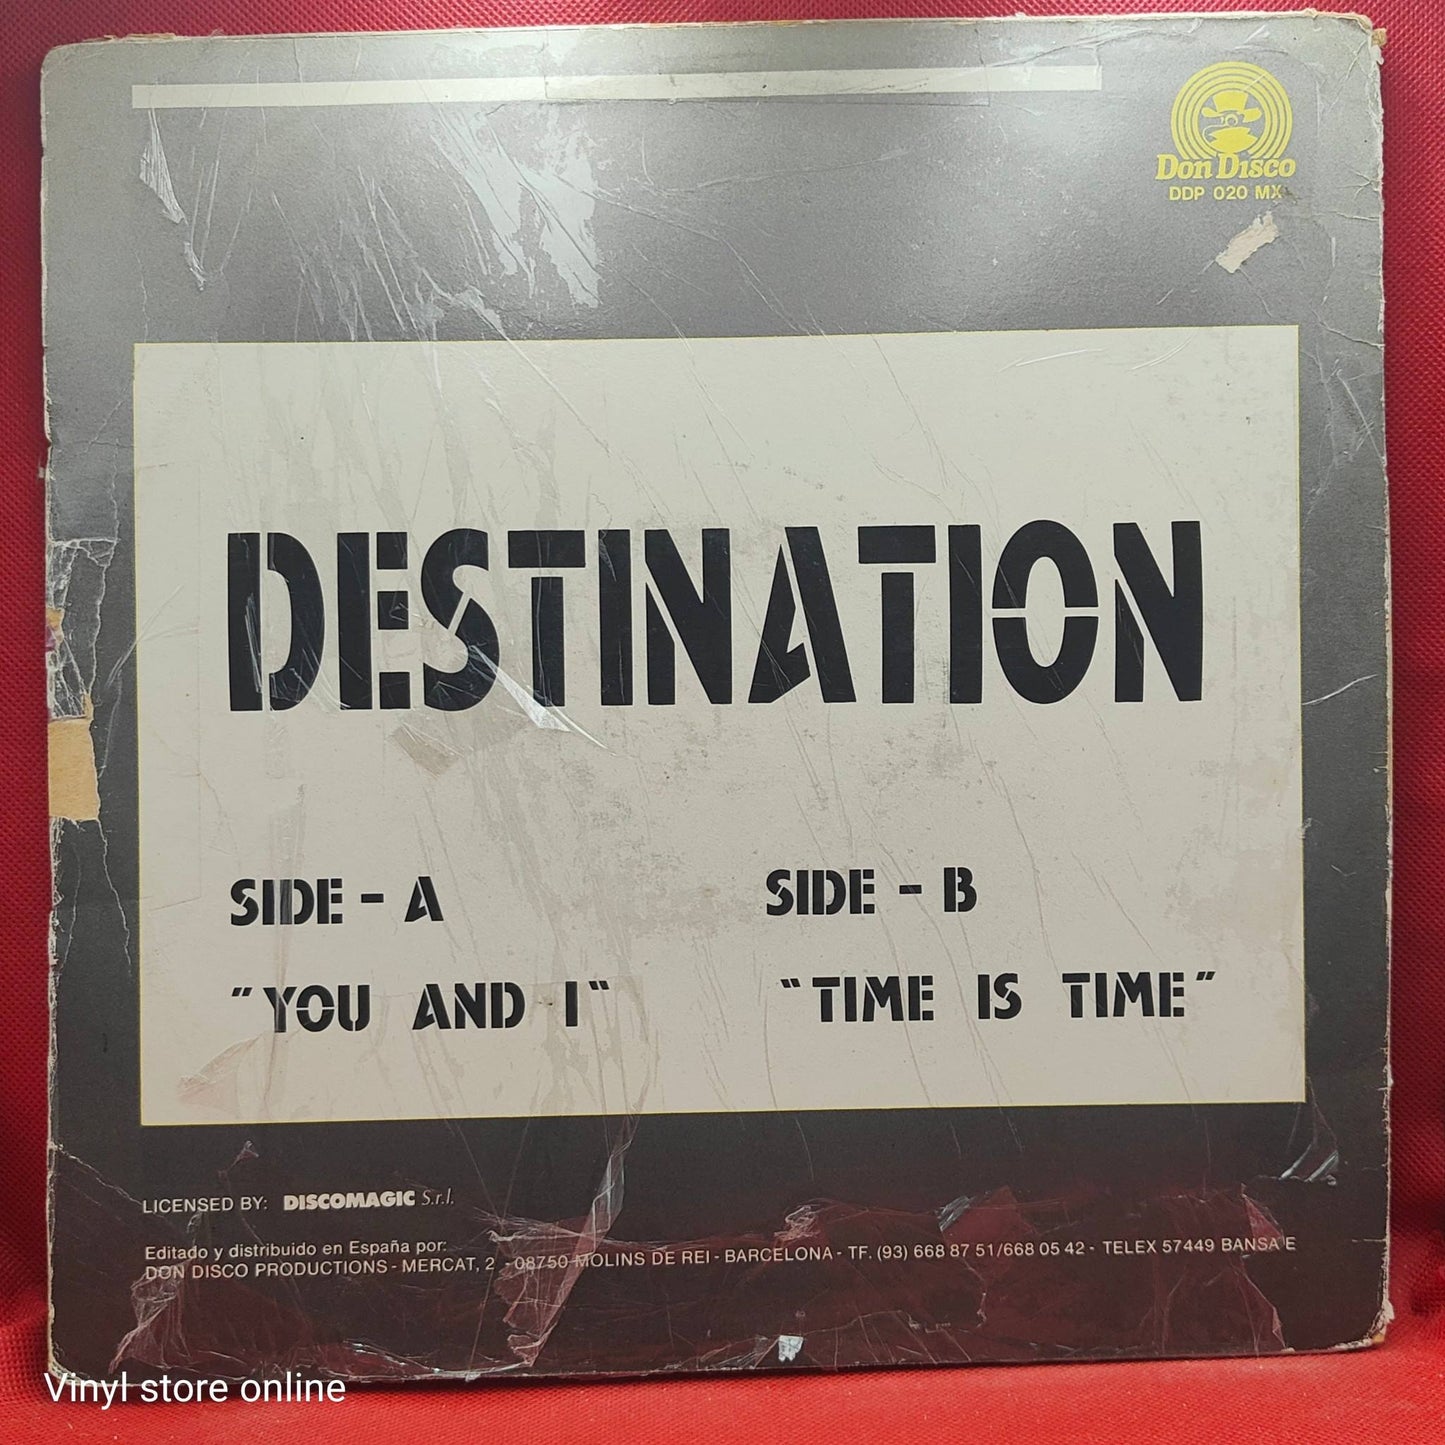 Don Disco
DDP 020 MX
DESTINATION
SIDE - A
SIDE - B
"YOU AND I"
"TIME IS TIME"
LICENSED BY: DISCOMAGIC S.r.l.
Editado y distribuido en España por:
DON DISCO PRODUCTIONS - MERCAT, 2 - 08750 MOLINS DE REI - BARCELONA - TF. (93) 668 87 51/668 05 42 - TELEX 57449 BANSA E
Vinyl store online